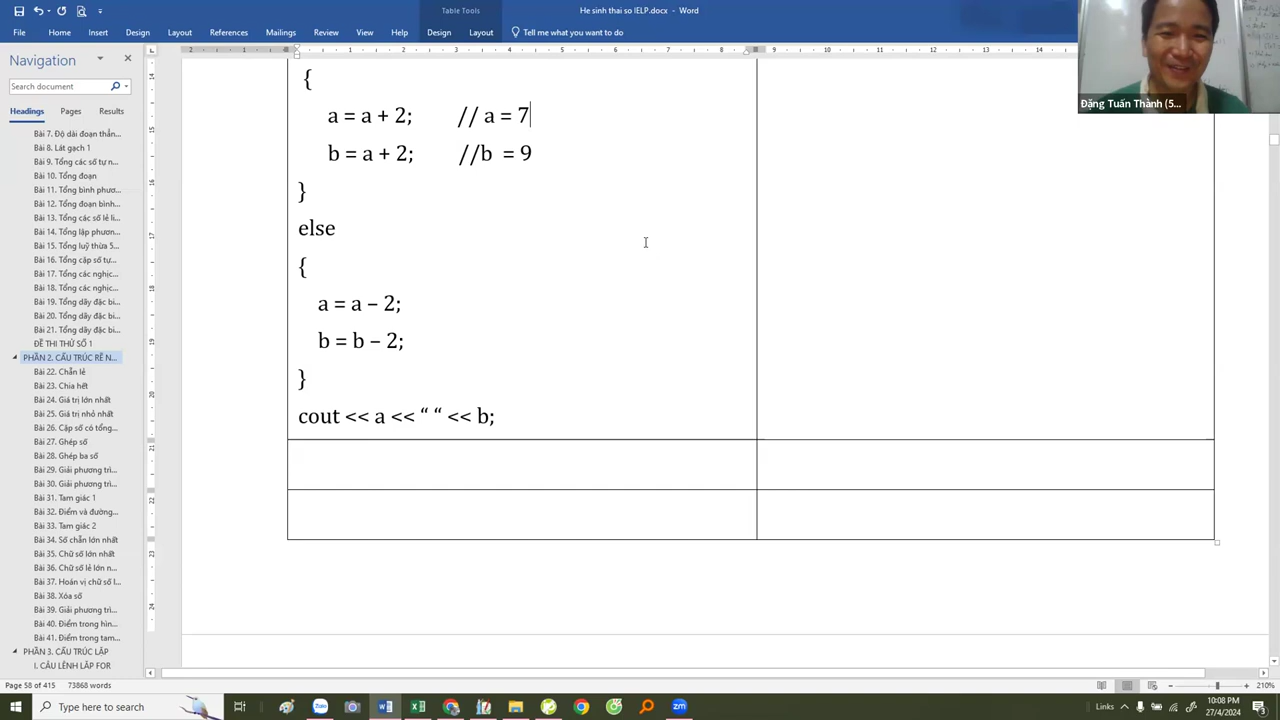 Table Tools
He sinh thai so IELP.docx - Word
File Home Insert Draw Design Layout References Mailings Review View Help Design Layout Tell me what you want to do
Navigation
Search document
Headings Pages Results
Bài 7. Độ dài đoạn thẳ...
Bài 8. Lát gạch 1
Bài 9. Tổng các số tự n...
Bài 10. Tổng đoạn
Bài 11. Tổng bình phươ...
Bài 12. Tổng đoạn bình...
Bài 13. Tổng các số lẻ li...
Bài 14. Tổng lập phươn...
Bài 15. Tổng luỹ thừa 5...
Bài 16. Tổng cặp số tự...
Bài 17. Tổng các nghịc...
Bài 18. Tổng các nghịc...
Bài 19. Tổng dãy đặc bi...
Bài 20. Tổng dãy đặc bi...
Bài 21. Tổng dãy đặc bi...
ĐỀ THI THỬ SỐ 1
PHẦN 2. CẤU TRÚC RẼ N...
Bài 22. Chẵn lẻ
Bài 23. Chia hết
Bài 24. Giá trị lớn nhất
Bài 25. Giá trị nhỏ nhất
Bài 26. Cặp số có tổng...
Bài 27. Ghép số
Bài 28. Ghép ba số
Bài 29. Giải phương trì...
Bài 30. Giải phương trì...
Bài 31. Tam giác 1
Bài 32. Điểm và đường...
Bài 33. Tam giác 2
Bài 34. Số chẵn lớn nhất
Bài 35. Chữ số lớn nhất
Bài 36. Chữ số lẻ lớn n...
Bài 37. Hoán vị chữ số l...
Bài 38. Xóa số
Bài 39. Giải phương trì...
Bài 40. Điểm trong hìn...
Bài 41. Điểm trong tam...
PHẦN 3. CẤU TRÚC LẶP
I. CÂU LỆNH LẶP FOR
{
a = a + 2; // a = 7
b = a + 2; //b = 9
}
else
{
a = a – 2;
b = b – 2;
}
cout << a << “ “ << b;
Đặng Tuấn Thành (5...
Page 58 of 415 73868 words
210%
Type here to search
Links
10:08 PM
27/4/2024